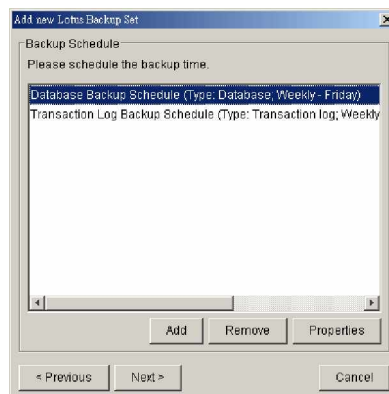 Add new Lotus Backup Set
Backup Schedule
Please schedule the backup time.
Database Backup Schedule (Type: Database; Weekly - Friday)
Transaction Log Backup Schedule (Type: Transaction log; Weekly
Add Remove Properties
< Previous Next > Cancel